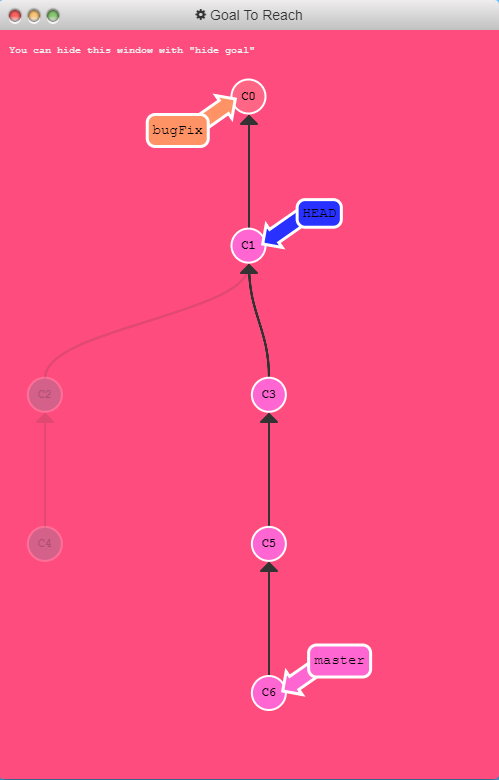 Goal To Reach
You can hide this window with "hide goal"
C0
bugFix
HEAD
C1
C2
C3
C4
C5
master
C6